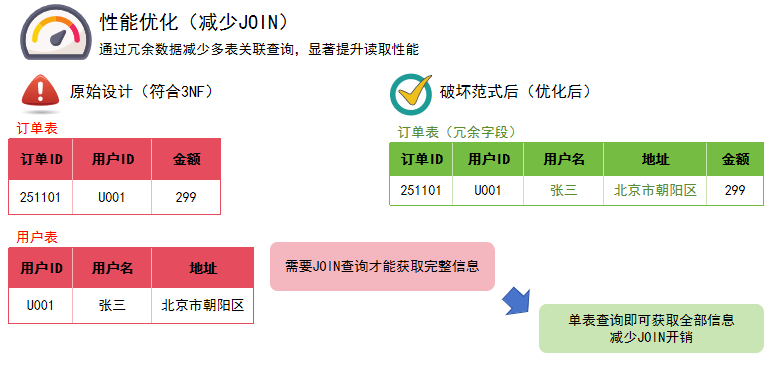 性能优化（减少JOIN）
通过冗余数据减少多表关联查询，显著提升读取性能
原始设计（符合3NF）
订单表
订单ID 用户ID 金额
251101 U001 299
用户表
用户ID 用户名 地址
U001 张三 北京市朝阳区
需要JOIN查询才能获取完整信息
破坏范式后（优化后）
订单表（冗余字段）
订单ID 用户ID 用户名 地址 金额
251101 U001 张三 北京市朝阳区 299
单表查询即可获取全部信息
减少JOIN开销